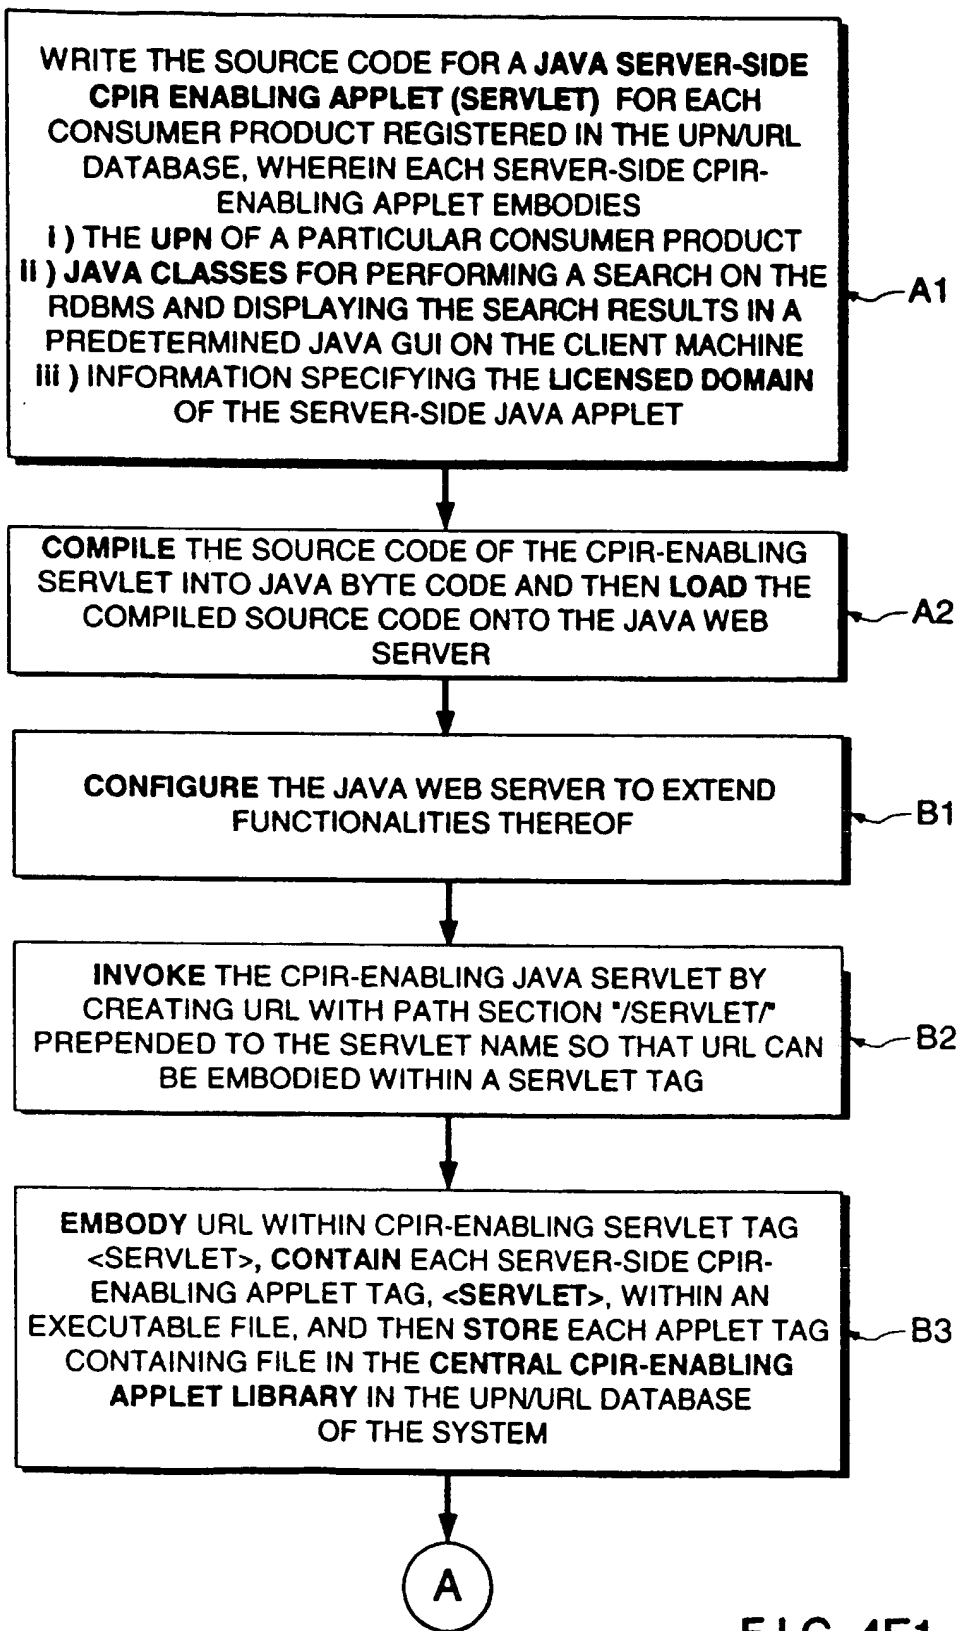 WRITE THE SOURCE CODE FOR A JAVA SERVER-SIDE
CPIR ENABLING APPLET (SERVLET) FOR EACH
CONSUMER PRODUCT REGISTERED IN THE UPN/URL
DATABASE, WHEREIN EACH SERVER-SIDE CPIR-
ENABLING APPLET EMBODIES
i ) THE UPN OF A PARTICULAR CONSUMER PRODUCT
ii ) JAVA CLASSES FOR PERFORMING A SEARCH ON THE
RDBMS AND DISPLAYING THE SEARCH RESULTS IN A
PREDETERMINED JAVA GUI ON THE CLIENT MACHINE
iii ) INFORMATION SPECIFYING THE LICENSED DOMAIN
OF THE SERVER-SIDE JAVA APPLET
A1
COMPILE THE SOURCE CODE OF THE CPIR-ENABLING
SERVLET INTO JAVA BYTE CODE AND THEN LOAD THE
COMPILED SOURCE CODE ONTO THE JAVA WEB
SERVER
A2
CONFIGURE THE JAVA WEB SERVER TO EXTEND
FUNCTIONALITIES THEREOF
B1
INVOKE THE CPIR-ENABLING JAVA SERVLET BY
CREATING URL WITH PATH SECTION "/SERVLET/"
PREPENDED TO THE SERVLET NAME SO THAT URL CAN
BE EMBODIED WITHIN A SERVLET TAG
B2
EMBODY URL WITHIN CPIR-ENABLING SERVLET TAG
<SERVLET>, CONTAIN EACH SERVER-SIDE CPIR-
ENABLING APPLET TAG, <SERVLET>, WITHIN AN
EXECUTABLE FILE, AND THEN STORE EACH APPLET TAG
CONTAINING FILE IN THE CENTRAL CPIR-ENABLING
APPLET LIBRARY IN THE UPN/URL DATABASE
OF THE SYSTEM
B3
A
FIG. 4E1